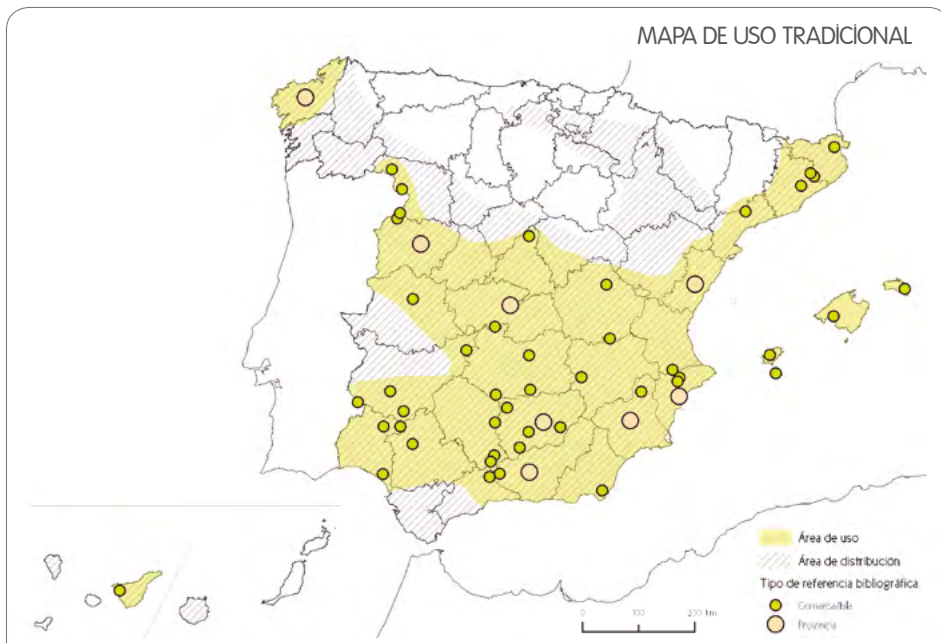 MAPA DE USO TRADICIONAL
Área de uso
Área de distribución
Tipo de referencia bibliográfica
Comarca/Isla
Provincia
0 100 200 km